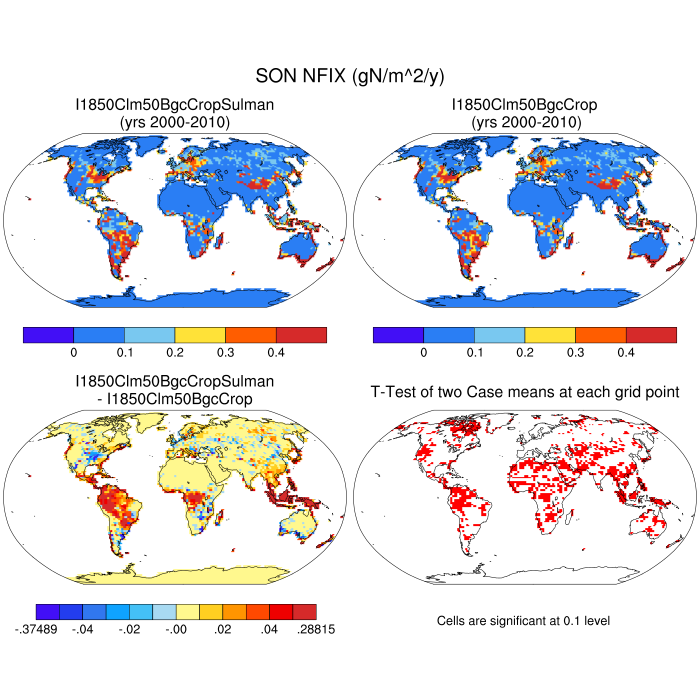 SON NFIX (gN/m^2/y)
I1850Clm50BgcCropSulman
(yrs 2000-2010)
I1850Clm50BgcCrop
(yrs 2000-2010)
0 0.1 0.2 0.3 0.4
0 0.1 0.2 0.3 0.4
I1850Clm50BgcCropSulman
- I1850Clm50BgcCrop
T-Test of two Case means at each grid point
-.37489 -.04 -.02 -.00 .02 .04 .28815
Cells are significant at 0.1 level